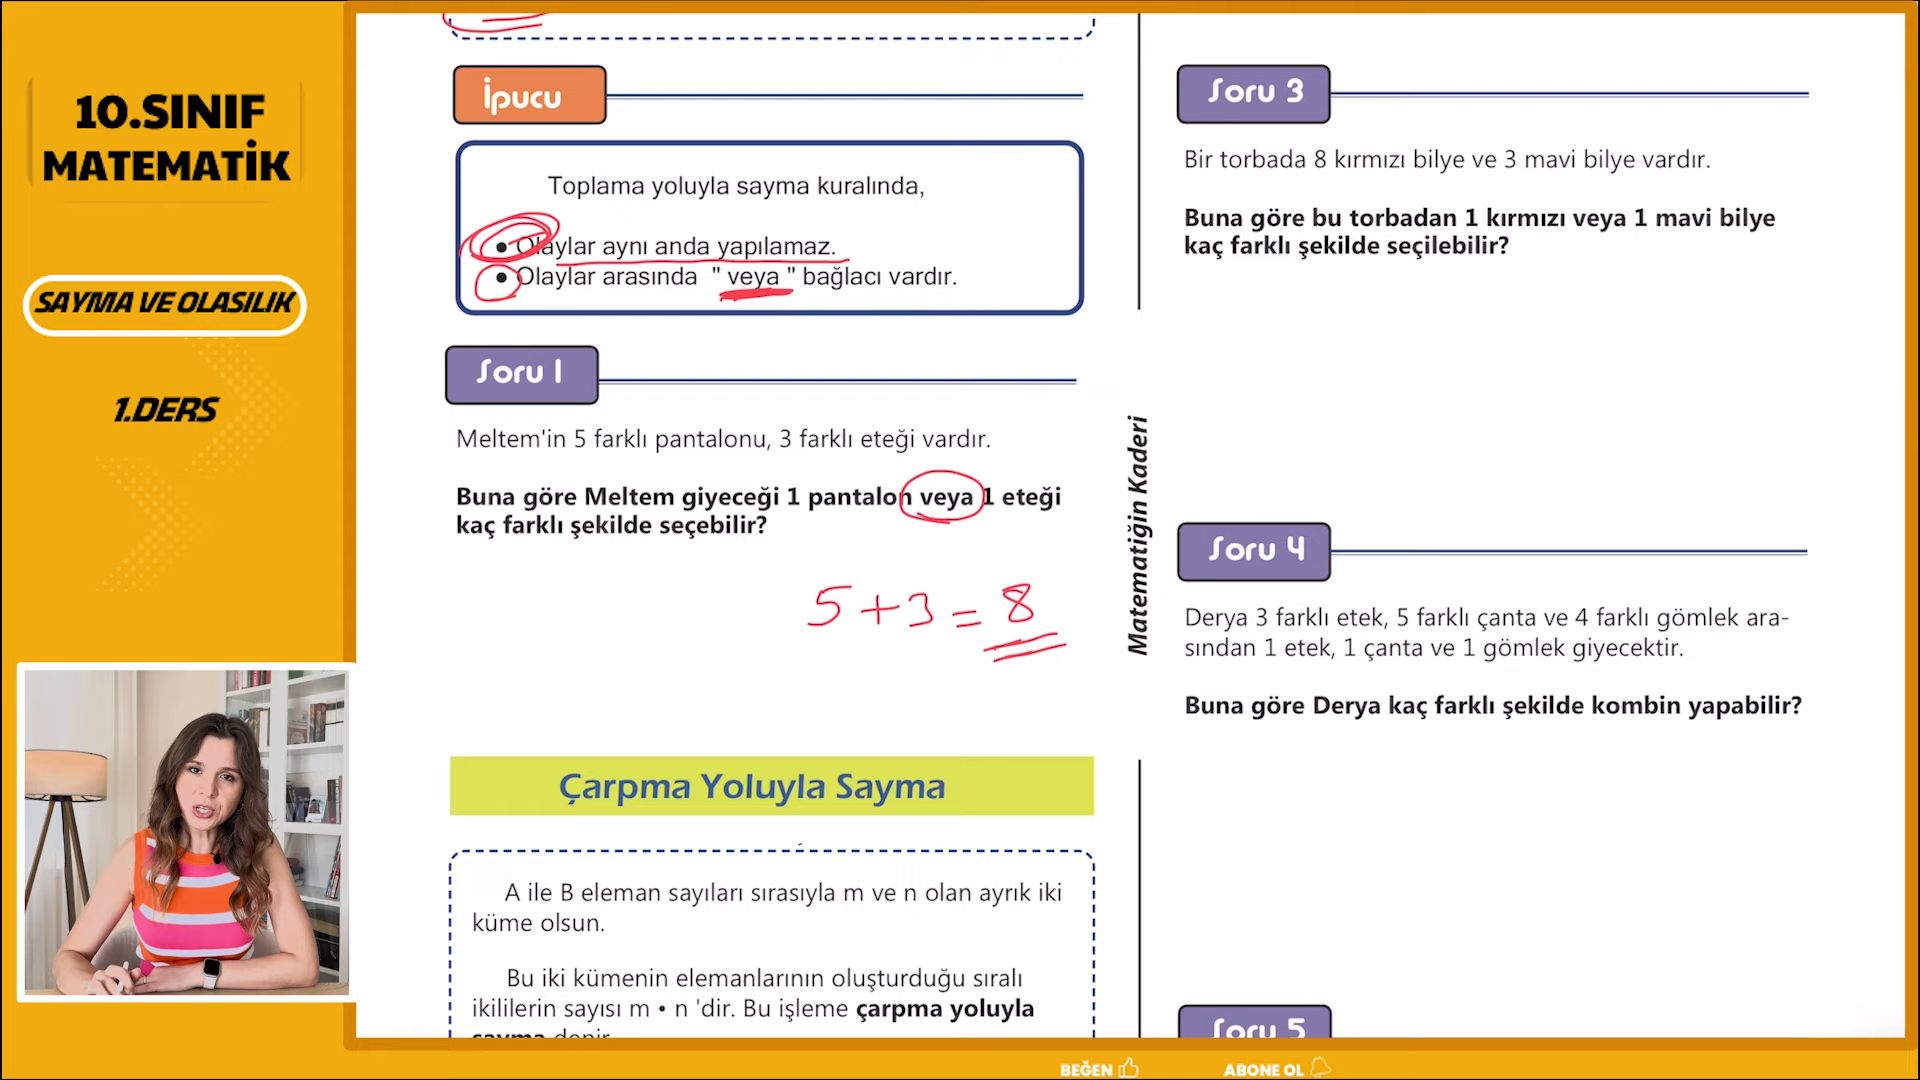 10.SINIF
MATEMATİK
SAYMA VE OLASILIK
1.DERS
İpucu
Toplama yoluyla sayma kuralında,
• Olaylar aynı anda yapılamaz.
• Olaylar arasında " veya " bağlacı vardır.
Soru 1
Meltem'in 5 farklı pantalonu, 3 farklı eteği vardır.
Buna göre Meltem giyeceği 1 pantalon veya 1 eteği
kaç farklı şekilde seçebilir?
5+3=8
Çarpma Yoluyla Sayma
A ile B eleman sayıları sırasıyla m ve n olan ayrık iki
küme olsun.
Bu iki kümenin elemanlarının oluşturduğu sıralı
ikililerin sayısı m • n 'dir. Bu işleme çarpma yoluyla
sayma denir.
Matematiğin Kaderi
Soru 3
Bir torbada 8 kırmızı bilye ve 3 mavi bilye vardır.
Buna göre bu torbadan 1 kırmızı veya 1 mavi bilye
kaç farklı şekilde seçilebilir?
Soru 4
Derya 3 farklı etek, 5 farklı çanta ve 4 farklı gömlek ara-
sından 1 etek, 1 çanta ve 1 gömlek giyecektir.
Buna göre Derya kaç farklı şekilde kombin yapabilir?
Soru 5
BEĞEN
ABONE OL